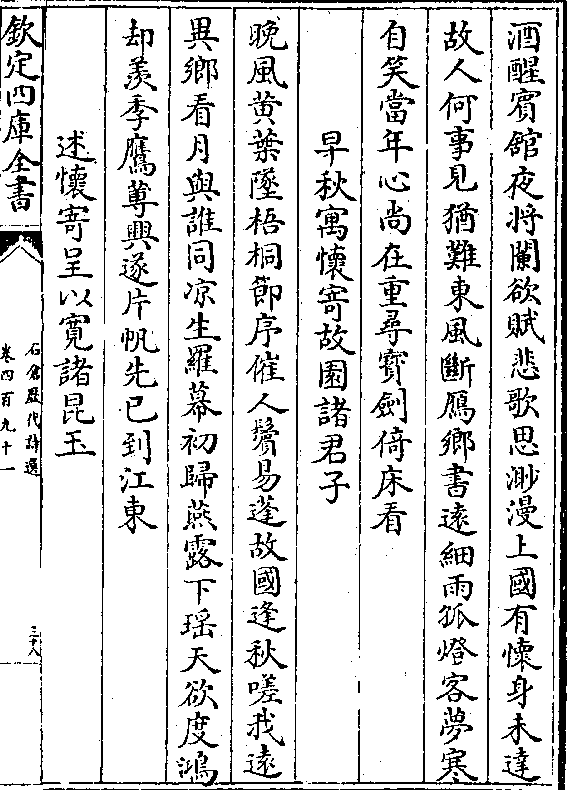 酒醒賓舘夜将闌欲賦悲歌思渺漫上國有懐身未達
故人何事見猶難東風斷鴈鄉書逺細雨孤燈客夢寒
自笑當年心尚在重尋寳劍倚床看
早秋寓懐寄故園諸君子
晚風黄葉墜梧桐節序催人鬢易蓬故國逢秋嗟我逺
異鄉看月與誰同凉生羅幕初歸燕露下瑶天欲度鴻
却羨季鷹蓴興遂片帆先已到江東
述懐寄呈以寛諸昆玉
欽定四庫全書
石倉歷代詩選
卷四百九十一
三十八